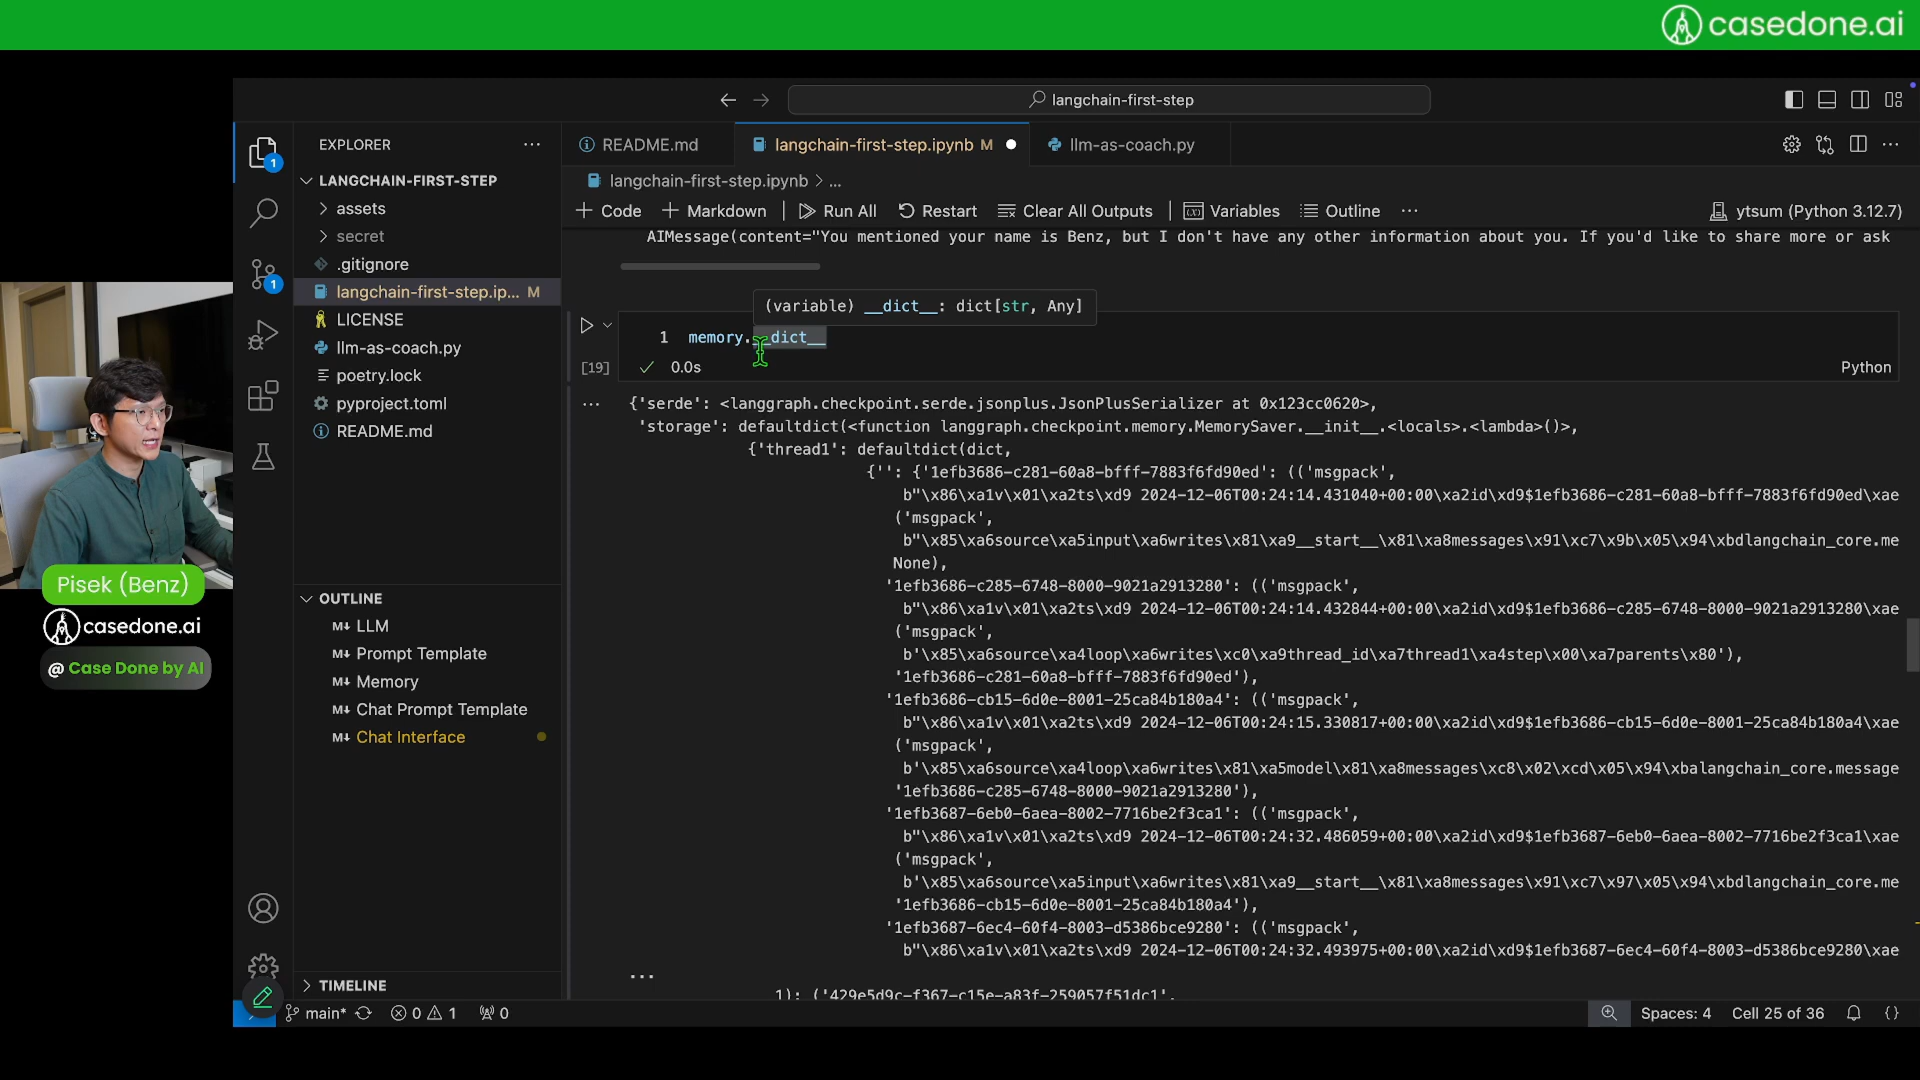 casedone.ai
langchain-first-step
EXPLORER
LANGCHAIN-FIRST-STEP
assets
secret
.gitignore
langchain-first-step.ip... M
LICENSE
llm-as-coach.py
poetry.lock
pyproject.toml
README.md
OUTLINE
M↓ LLM
M↓ Prompt Template
M↓ Memory
M↓ Chat Prompt Template
M↓ Chat Interface
TIMELINE
1
1
README.md
langchain-first-step.ipynb M
llm-as-coach.py
langchain-first-step.ipynb > ...
+ Code + Markdown Run All Restart Clear All Outputs Variables Outline ...
ytsum (Python 3.12.7)
AIMessage(content="You mentioned your name is Benz, but I don't have any other information about you. If you'd like to share more or ask
(variable) __dict__: dict[str, Any]
1 memory.__dict__
[19] ✓ 0.0s
Python
... {'serde': <langgraph.checkpoint.serde.jsonplus.JsonPlusSerializer at 0x123cc0620>,
'storage': defaultdict(<function langgraph.checkpoint.memory.MemorySaver.__init__.<locals>.<lambda>()>,
{'thread1': defaultdict(dict,
{'': {'1efb3686-c281-60a8-bfff-7883f6fd90ed': (('msgpack',
b"\x86\xa1v\x01\xa2ts\xd9 2024-12-06T00:24:14.431040+00:00\xa2id\xd9$1efb3686-c281-60a8-bfff-7883f6fd90ed\xae
('msgpack',
b"\x85\xa6source\xa5input\xa6writes\x81\xa9__start__\x81\xa8messages\x91\xc7\x9b\x05\x94\xbdlangchain_core.me
None),
'1efb3686-c285-6748-8000-9021a2913280': (('msgpack',
b"\x86\xa1v\x01\xa2ts\xd9 2024-12-06T00:24:14.432844+00:00\xa2id\xd9$1efb3686-c285-6748-8000-9021a2913280\xae
('msgpack',
b'\x85\xa6source\xa4loop\xa6writes\xc0\xa9thread_id\xa7thread1\xa4step\x00\xa7parents\x80'),
'1efb3686-c281-60a8-bfff-7883f6fd90ed'),
'1efb3686-cb15-6d0e-8001-25ca84b180a4': (('msgpack',
b"\x86\xa1v\x01\xa2ts\xd9 2024-12-06T00:24:15.330817+00:00\xa2id\xd9$1efb3686-cb15-6d0e-8001-25ca84b180a4\xae
('msgpack',
b'\x85\xa6source\xa4loop\xa6writes\x81\xa5model\x81\xa8messages\xc8\x02\xcd\x05\x94\xbalangchain_core.message
'1efb3686-c285-6748-8000-9021a2913280'),
'1efb3687-6eb0-6aea-8002-7716be2f3ca1': (('msgpack',
b"\x86\xa1v\x01\xa2ts\xd9 2024-12-06T00:24:32.486059+00:00\xa2id\xd9$1efb3687-6eb0-6aea-8002-7716be2f3ca1\xae
('msgpack',
b'\x85\xa6source\xa5input\xa6writes\x81\xa9__start__\x81\xa8messages\x91\xc7\x97\x05\x94\xbdlangchain_core.me
'1efb3686-cb15-6d0e-8001-25ca84b180a4'),
'1efb3687-6ec4-60f4-8003-d5386bce9280': (('msgpack',
b"\x86\xa1v\x01\xa2ts\xd9 2024-12-06T00:24:32.493975+00:00\xa2id\xd9$1efb3687-6ec4-60f4-8003-d5386bce9280\xae
...
1): ('429e5d9c-f367-c15e-a83f-259057f51dc1',
Pisek (Benz)
casedone.ai
@ Case Done by AI
main* 0 1 0
Spaces: 4 Cell 25 of 36 {}